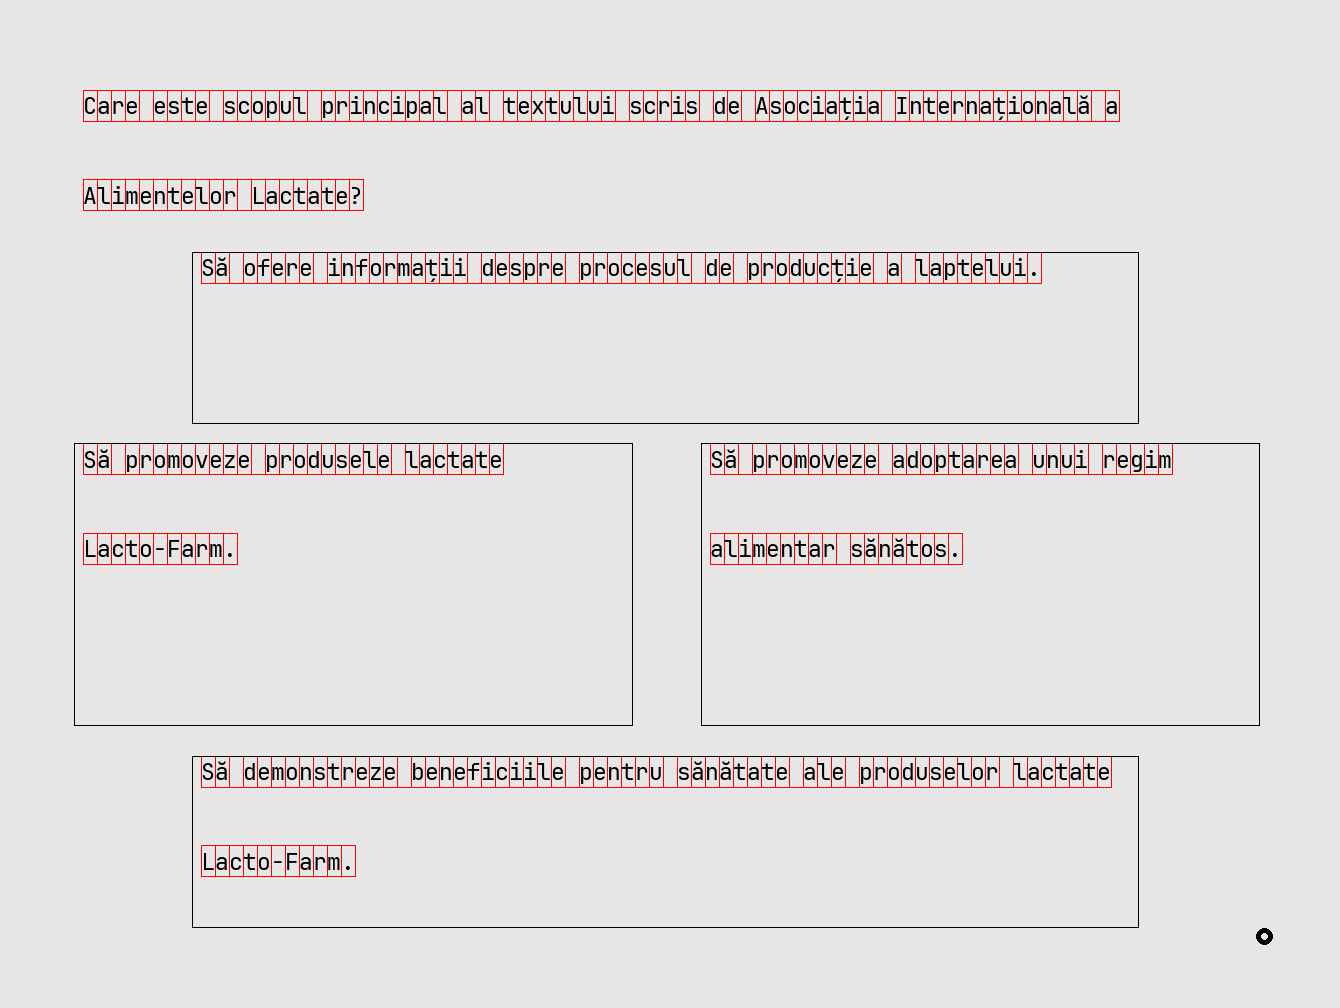 Care este scopul principal al textului scris de Asociația Internațională a
Alimentelor Lactate?
Să ofere informații despre procesul de producție a laptelui.
Să promoveze produsele lactate
Lacto-Farm.
Să promoveze adoptarea unui regim
alimentar sănătos.
Să demonstreze beneficiile pentru sănătate ale produselor lactate
Lacto-Farm.